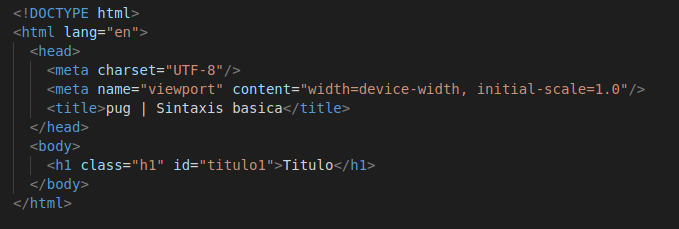 <!DOCTYPE html>
<html lang="en">
<head>
<meta charset="UTF-8"/>
<meta name="viewport" content="width=device-width, initial-scale=1.0"/>
<title>pug | Sintaxis basica</title>
</head>
<body>
<h1 class="h1" id="titulo1">Titulo</h1>
</body>
</html>